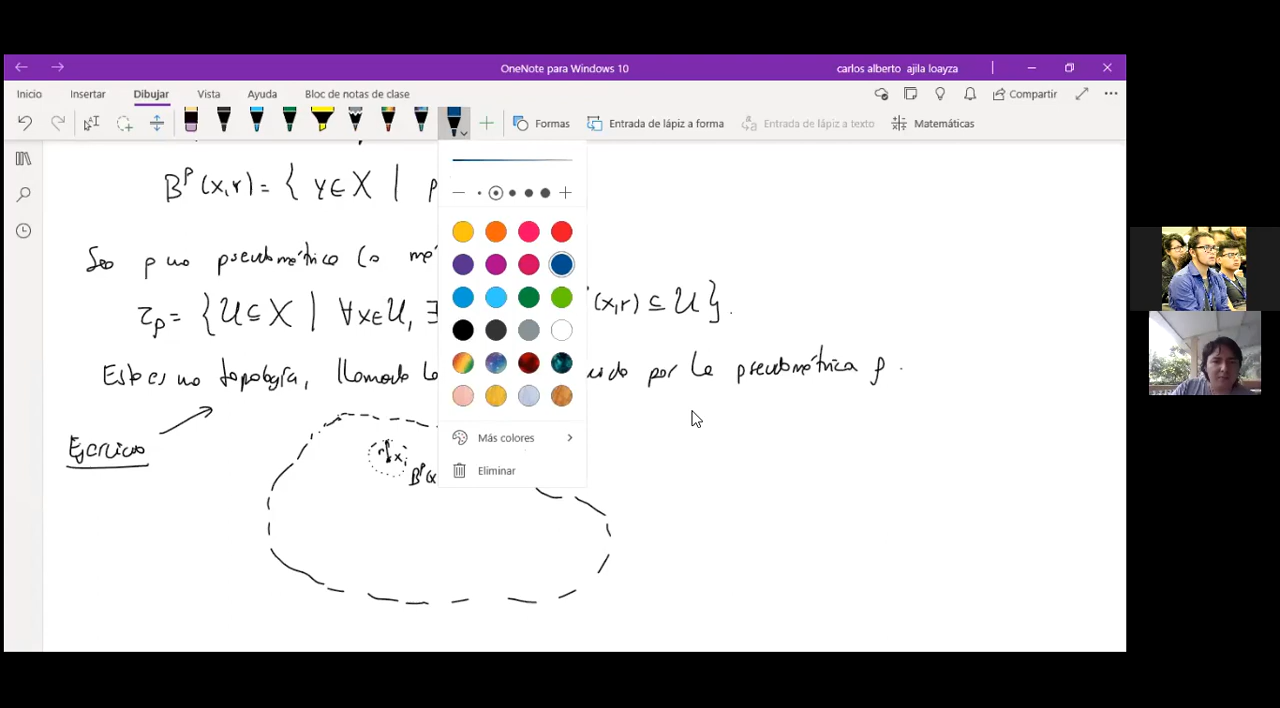 OneNote para Windows 10
carlos alberto ajila loayza
Inicio Insertar Dibujar Vista Ayuda Bloc de notas de clase
Compartir
Formas Entrada de lápiz a forma Entrada de lápiz a texto Matemáticas
B^ρ(x,r) = { y ∈ X | ρ
Sea ρ una pseudométrica (o mé
τ_ρ = { U ⊆ X | ∀x∈U, ∃ (x,r) ⊆ U }.
Esta es una topología, llamada la por la pseudométrica ρ.
Ejercicio
r x
B^ρ(x
Más colores
Eliminar